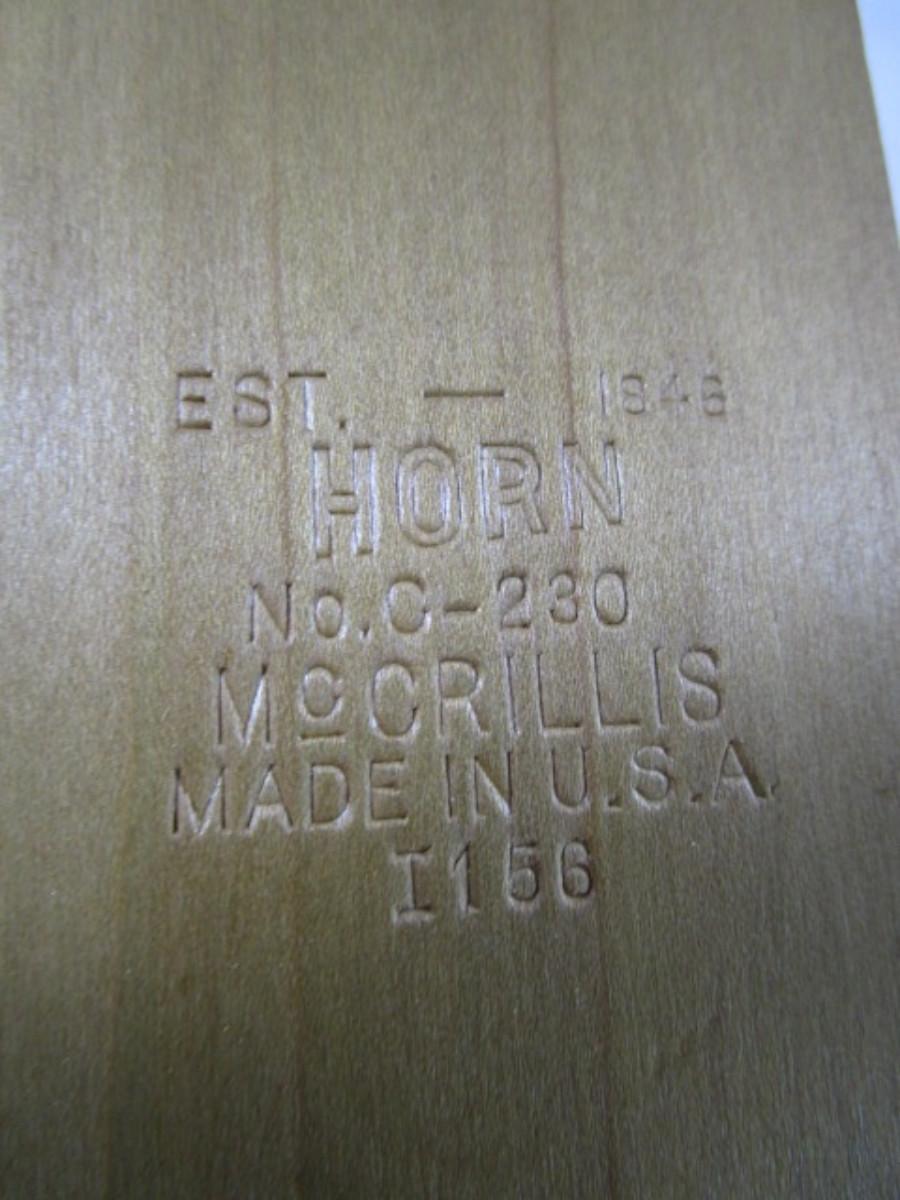 EST. — 1846
HORN
No. C-230
McCRILLIS
MADE IN U.S.A.
I156